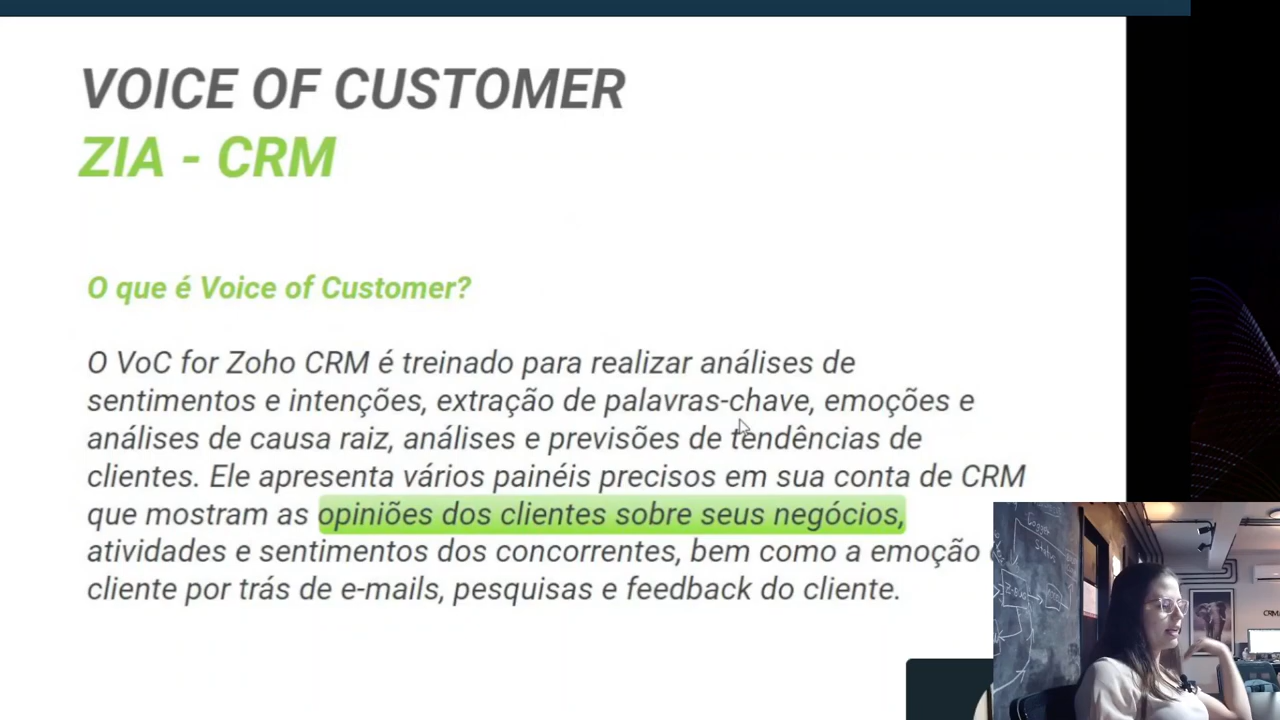 VOICE OF CUSTOMER
ZIA - CRM
O que é Voice of Customer?
O VoC for Zoho CRM é treinado para realizar análises de
sentimentos e intenções, extração de palavras-chave, emoções e
análises de causa raiz, análises e previsões de tendências de
clientes. Ele apresenta vários painéis precisos em sua conta de CRM
que mostram as opiniões dos clientes sobre seus negócios,
atividades e sentimentos dos concorrentes, bem como a emoção
cliente por trás de e-mails, pesquisas e feedback do cliente.